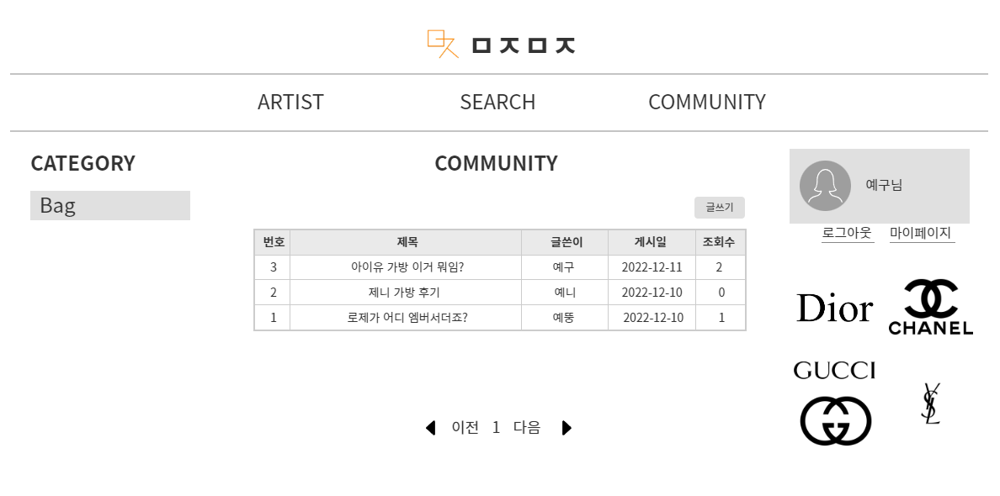 ㅁㅈㅁㅈ
ARTIST SEARCH COMMUNITY
CATEGORY
Bag
COMMUNITY
글쓰기
번호 제목 글쓴이 게시일 조회수
3 아이유 가방 이거 뭐임? 예구 2022-12-11 2
2 제니 가방 후기 예니 2022-12-10 0
1 로제가 어디 엠버서더죠? 예뚱 2022-12-10 1
이전 1 다음
예구님
로그아웃 마이페이지
Dior
CHANEL
GUCCI
YSL